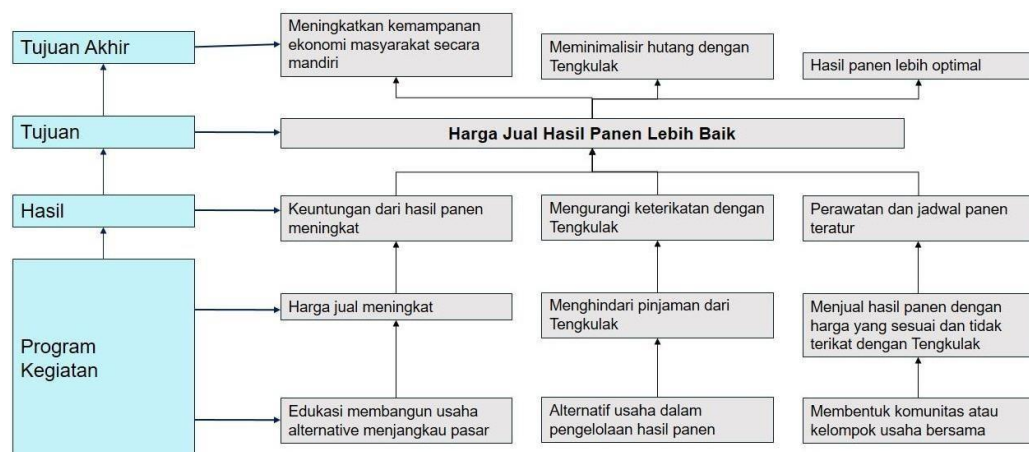 Tujuan Akhir
Meningkatkan kemampanan
ekonomi masyarakat secara
mandiri
Meminimalisir hutang dengan
Tengkulak
Hasil panen lebih optimal
Tujuan
Harga Jual Hasil Panen Lebih Baik
Hasil
Keuntungan dari hasil panen
meningkat
Mengurangi keterikatan dengan
Tengkulak
Perawatan dan jadwal panen
teratur
Program
Kegiatan
Harga jual meningkat
Menghindari pinjaman dari
Tengkulak
Menjual hasil panen dengan
harga yang sesuai dan tidak
terikat dengan Tengkulak
Edukasi membangun usaha
alternative menjangkau pasar
Alternatif usaha dalam
pengelolaan hasil panen
Membentuk komunitas atau
kelompok usaha bersama